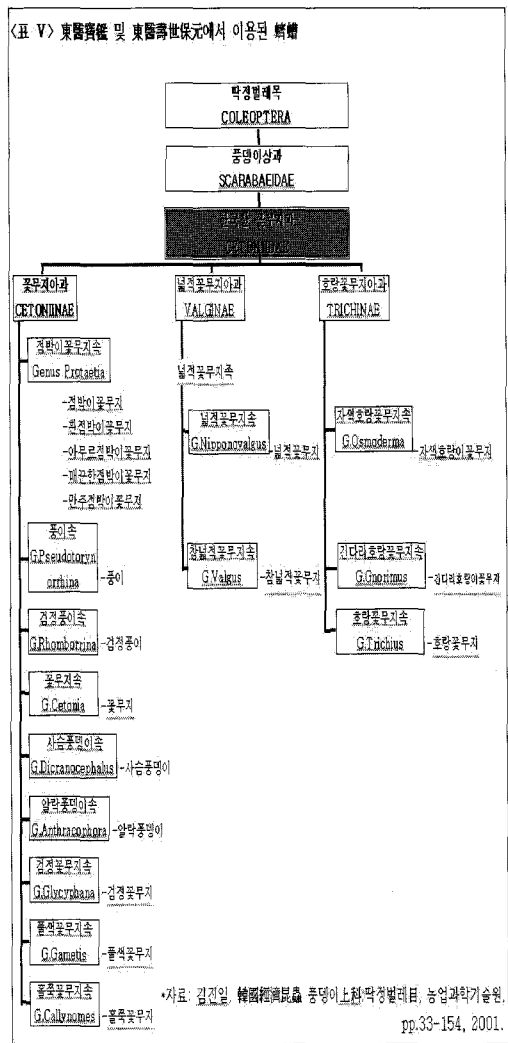 <표 V> 東醫寶鑑 및 東醫壽世保元에서 이용된 蠐螬
딱정벌레목
COLEOPTERA
풍뎅이상과
SCARABAEIDAE
꽃무지아과
CETONIINAE
점박이꽃무지속
Genus Protaetia
-점박이꽃무지
-흰점박이꽃무지
-아무르점박이꽃무지
-매끈한점박이꽃무지
-만주점박이꽃무지
풍이속
G.Pseudotoryn
orrhina
-풍이
검정풍이속
G.Rhomborrina
-검정풍이
꽃무지속
G.Cetonia
-꽃무지
사슴풍뎅이속
G.Dicranocephalus
-사슴풍뎅이
알락풍뎅이속
G.Anthracophora
-알락풍뎅이
검정꽃무지속
G.Glycyphana
-검정꽃무지
풀색꽃무지속
G.Gametis
-풀색꽃무지
홀쭉꽃무지속
G.Callynomes
-홀쭉꽃무지
넓적꽃무지아과
VALGINAE
넓적꽃무지족
넓적꽃무지속
G.Nipponovalgus
-넓적꽃무지
참넓적꽃무지속
G.Valgus
-참넓적꽃무지
호랑꽃무지아과
TRICHINAE
자색호랑꽃무지속
G.Osmoderma
-자색호랑이꽃무지
긴다리호랑꽃무지속
G.Gnorimus
-긴다리호랑이꽃무지
호랑꽃무지속
G.Trichius
-호랑꽃무지
*자료: 김진일, 韓國經濟昆蟲 풍뎅이上科 딱정벌레目, 농업과학기술원,
pp.33-154, 2001.